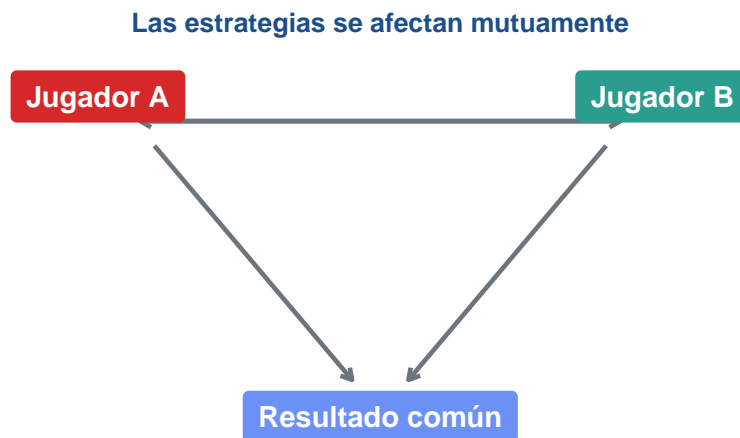 Las estrategias se afectan mutuamente
Jugador A
Jugador B
Resultado común